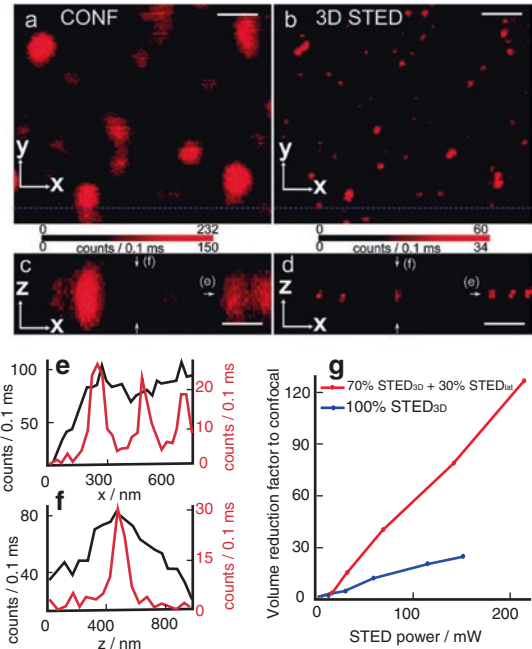 a CONF
b 3D STED
y
x
y
x
0 232
counts / 0.1 ms
0 150
0 60
counts / 0.1 ms
0 34
c
(f)
(e)
z
x
d
(f)
(e)
z
x
e
100
50
counts / 0.1 ms
20
10
0
counts / 0.1 ms
0 300 600
x / nm
f
80
40
counts / 0.1 ms
30
15
0
counts / 0.1 ms
0 400 800
z / nm
g
70% STED3D + 30% STEDlat
100% STED3D
Volume reduction factor to confocal
120
90
60
30
0
0 100 200
STED power / mW